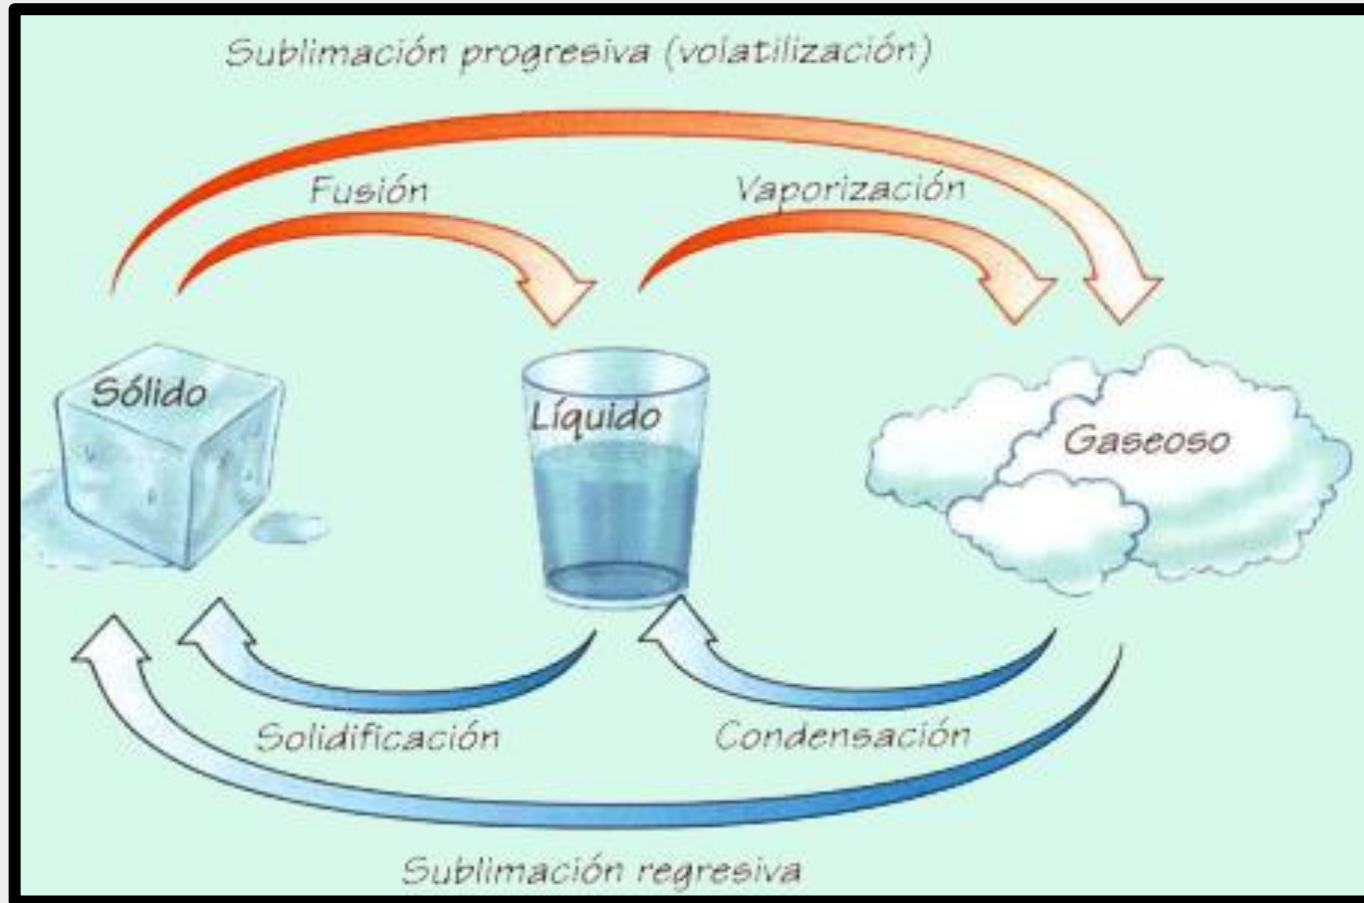 Sublimación progresiva (volatilización)
Fusión
Vaporización
Sólido
Líquido
Gaseoso
Solidificación
Condensación
Sublimación regresiva